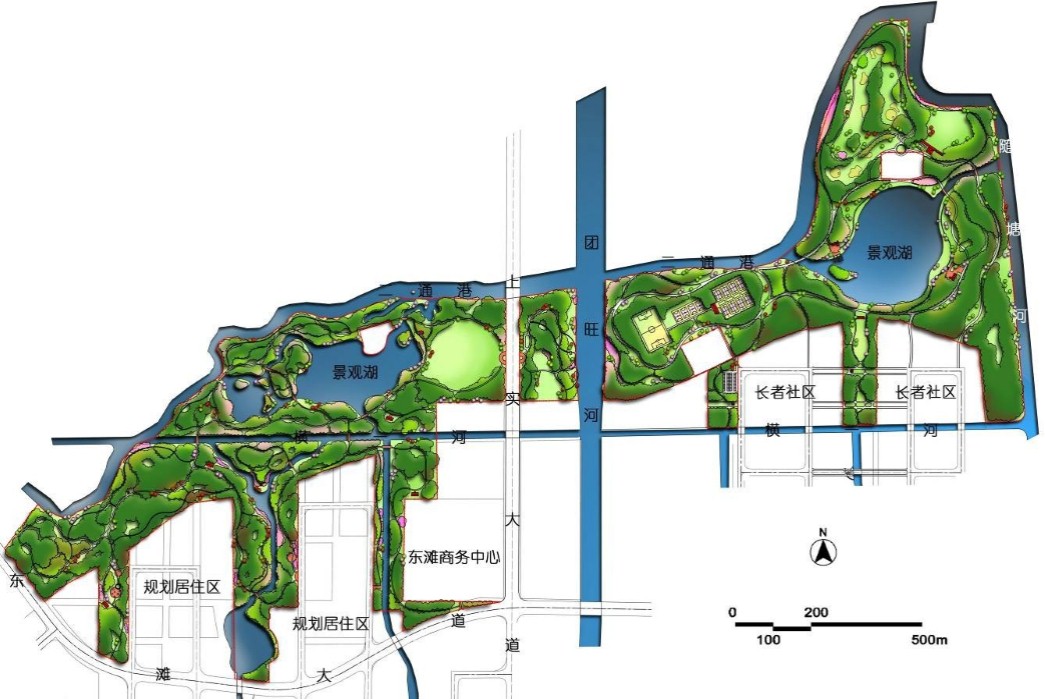 随塘河
团旺河
二通港
景观湖
通港
上实大道
景观湖
长者社区
长者社区
横河
横河
东滩商务中心
规划居住区
规划居住区
东滩大道
N
0 200
100 500m